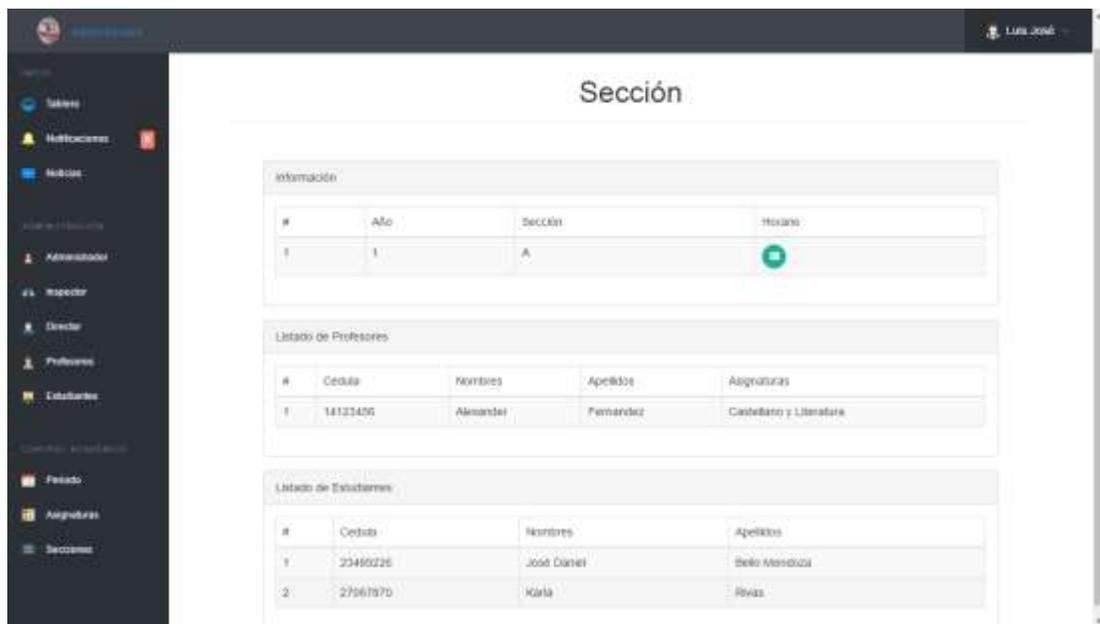 Luis José
Sección
Tablero
Notificaciones
Noticias
Administrador
Inspector
Director
Profesores
Estudiantes
Periodo
Asignaturas
Secciones
Información
# Año Sección Horario
1 1 A
Listado de Profesores
# Cedula Nombres Apellidos Asignaturas
1 14123456 Alexander Fernandez Castellano y Literatura
Listado de Estudiantes
# Cedula Nombres Apellidos
1 José Daniel Bello Mendoza
2 Karla Rivas